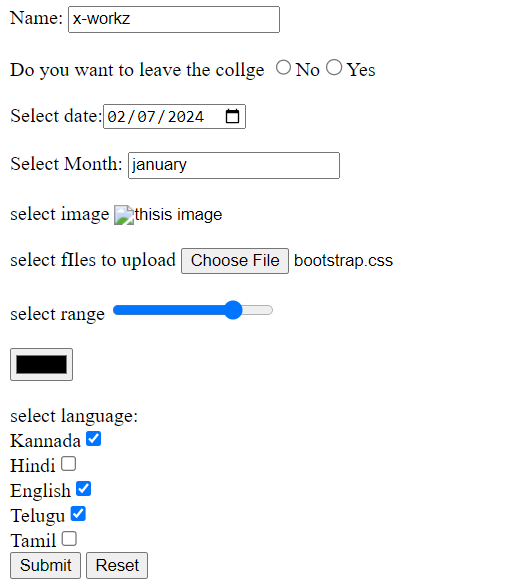 Name: x-workz
Do you want to leave the collge No Yes
Select date: 02/07/2024
Select Month: january
select image thisis image
select fIles to upload Choose File bootstrap.css
select range
select language:
Kannada
Hindi
English
Telugu
Tamil
Submit Reset